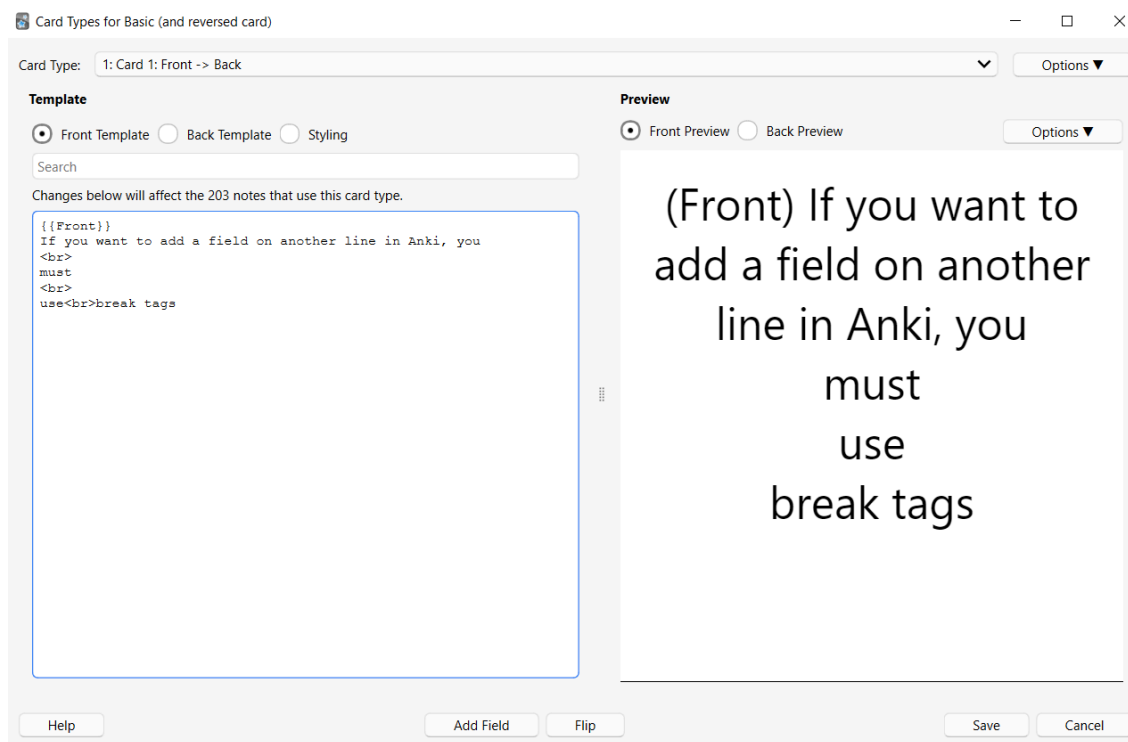 Card Types for Basic (and reversed card)
Card Type: 1: Card 1: Front -> Back Options ▼
Template
Front Template Back Template Styling
Search
Changes below will affect the 203 notes that use this card type.
{{Front}}
If you want to add a field on another line in Anki, you
<br>
must
<br>
use<br>break tags
Preview
Front Preview Back Preview Options ▼
(Front) If you want to
add a field on another
line in Anki, you
must
use
break tags
Help Add Field Flip Save Cancel